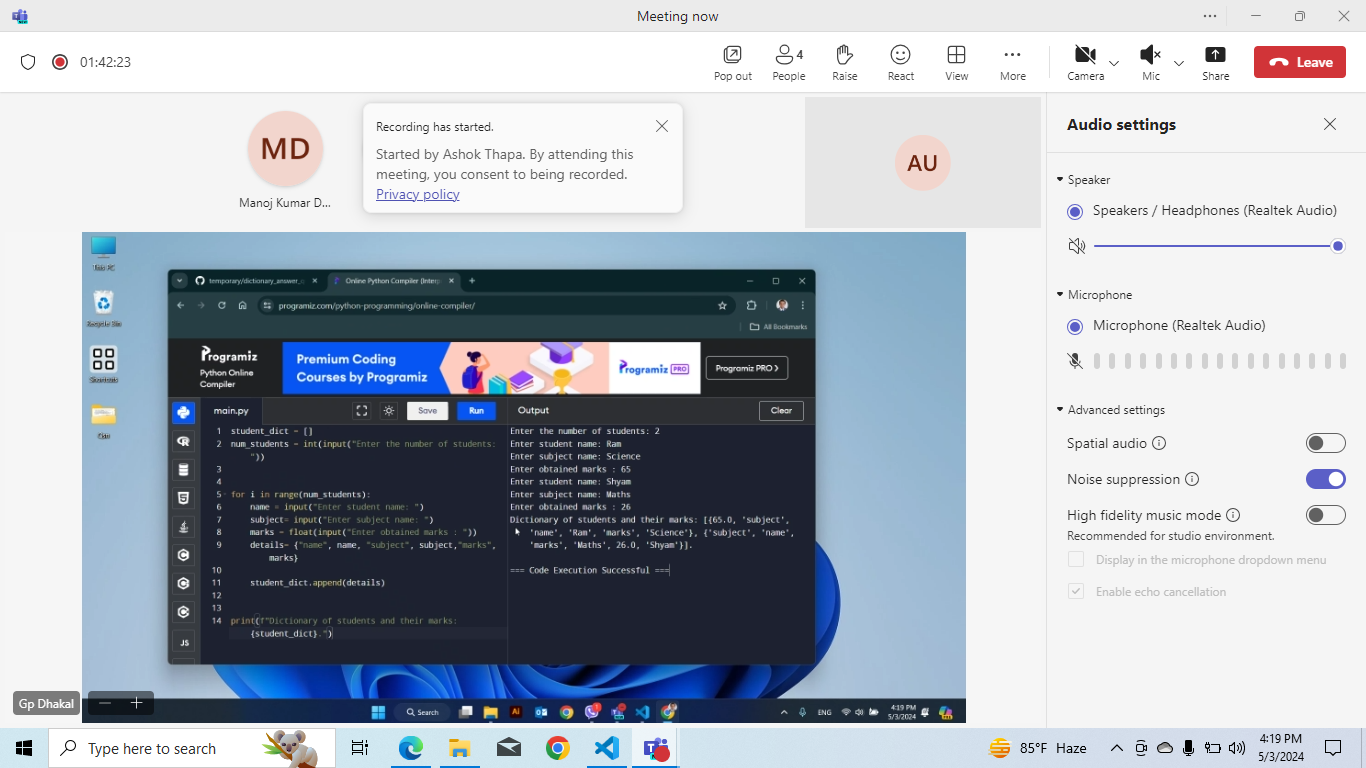 Meeting now
01:42:23
Pop out
4
People
Raise
React
View
More
Camera
Mic
Share
Leave
MD
Manoj Kumar D...
Recording has started.
Started by Ashok Thapa. By attending this
meeting, you consent to being recorded.
Privacy policy
AU
Audio settings
Speaker
Speakers / Headphones (Realtek Audio)
Microphone
Microphone (Realtek Audio)
Advanced settings
Spatial audio
Noise suppression
High fidelity music mode
Recommended for studio environment.
Display in the microphone dropdown menu
Enable echo cancellation
This PC
Recycle Bin
Shortcuts
temporary/dictionary_answer_
Online Python Compiler (Interp
programiz.com/python-programming/online-compiler/
All Bookmarks
Programiz
Python Online
Compiler
Premium Coding
Courses by Programiz
Programiz PRO
Programiz PRO >
main.py
Save
Run
Output
Clear
1 student_dict = []
2 num_students = int(input("Enter the number of students:
"))
3
4
5 for i in range(num_students):
6 name = input("Enter student name: ")
7 subject= input("Enter subject name: ")
8 marks = float(input("Enter obtained marks : "))
9 details= {"name", name, "subject", subject,"marks",
marks}
10
11 student_dict.append(details)
12
13
14 print(f"Dictionary of students and their marks:
{student_dict}.")
JS
Enter the number of students: 2
Enter student name: Ram
Enter subject name: Science
Enter obtained marks : 65
Enter student name: Shyam
Enter subject name: Maths
Enter obtained marks : 26
Dictionary of students and their marks: [{65.0, 'subject',
'name', 'Ram', 'marks', 'Science'}, {'subject', 'name',
'marks', 'Maths', 26.0, 'Shyam'}].
=== Code Execution Successful ===
Gp Dhakal
Search
ENG
4:19 PM
5/3/2024
Type here to search
85°F Haze
4:19 PM
5/3/2024